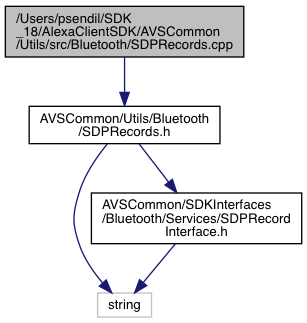 /Users/psendil/SDK
_18/AlexaClientSDK/AVSCommon
/Utils/src/Bluetooth/SDPRecords.cpp
AVSCommon/Utils/Bluetooth
/SDPRecords.h
AVSCommon/SDKInterfaces
/Bluetooth/Services/SDPRecord
Interface.h
string